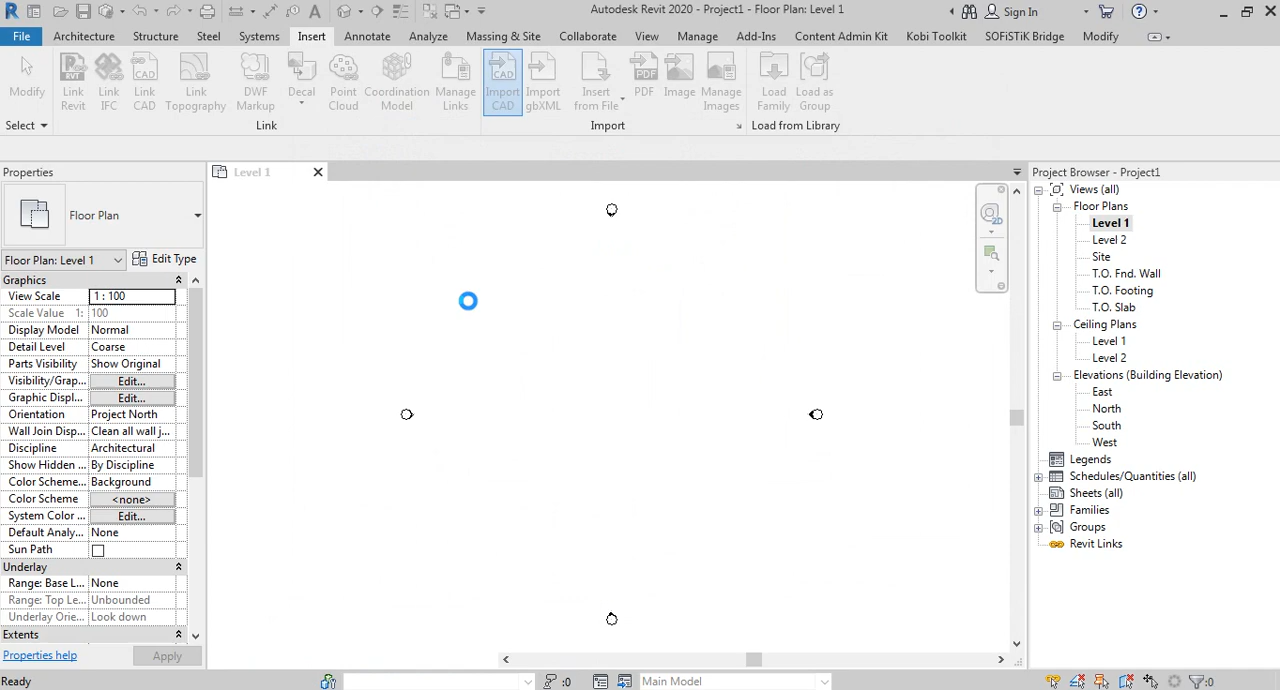 Autodesk Revit 2020 - Project1 - Floor Plan: Level 1
Sign In
File Architecture Structure Steel Systems Insert Annotate Analyze Massing & Site Collaborate View Manage Add-Ins Content Admin Kit Kobi Toolkit SOFiSTiK Bridge Modify
Modify
Link Revit
Link IFC
Link CAD
Link Topography
DWF Markup
Decal
Point Cloud
Coordination Model
Manage Links
Import CAD
Import gbXML
Insert from File
PDF
Image
Manage Images
Load Family
Load as Group
Select Link Import Load from Library
Properties
Floor Plan
Floor Plan: Level 1 Edit Type
Graphics
View Scale 1 : 100
Scale Value 1: 100
Display Model Normal
Detail Level Coarse
Parts Visibility Show Original
Visibility/Grap... Edit...
Graphic Displ... Edit...
Orientation Project North
Wall Join Disp... Clean all wall j...
Discipline Architectural
Show Hidden ... By Discipline
Color Scheme... Background
Color Scheme <none>
System Color ... Edit...
Default Analy... None
Sun Path
Underlay
Range: Base L... None
Range: Top Le... Unbounded
Underlay Orie... Look down
Extents
Properties help Apply
Level 1
2D
Project Browser - Project1
Views (all)
Floor Plans
Level 1
Level 2
Site
T.O. Fnd. Wall
T.O. Footing
T.O. Slab
Ceiling Plans
Level 1
Level 2
Elevations (Building Elevation)
East
North
South
West
Legends
Schedules/Quantities (all)
Sheets (all)
Families
Groups
Revit Links
Ready
:0
Main Model
:0